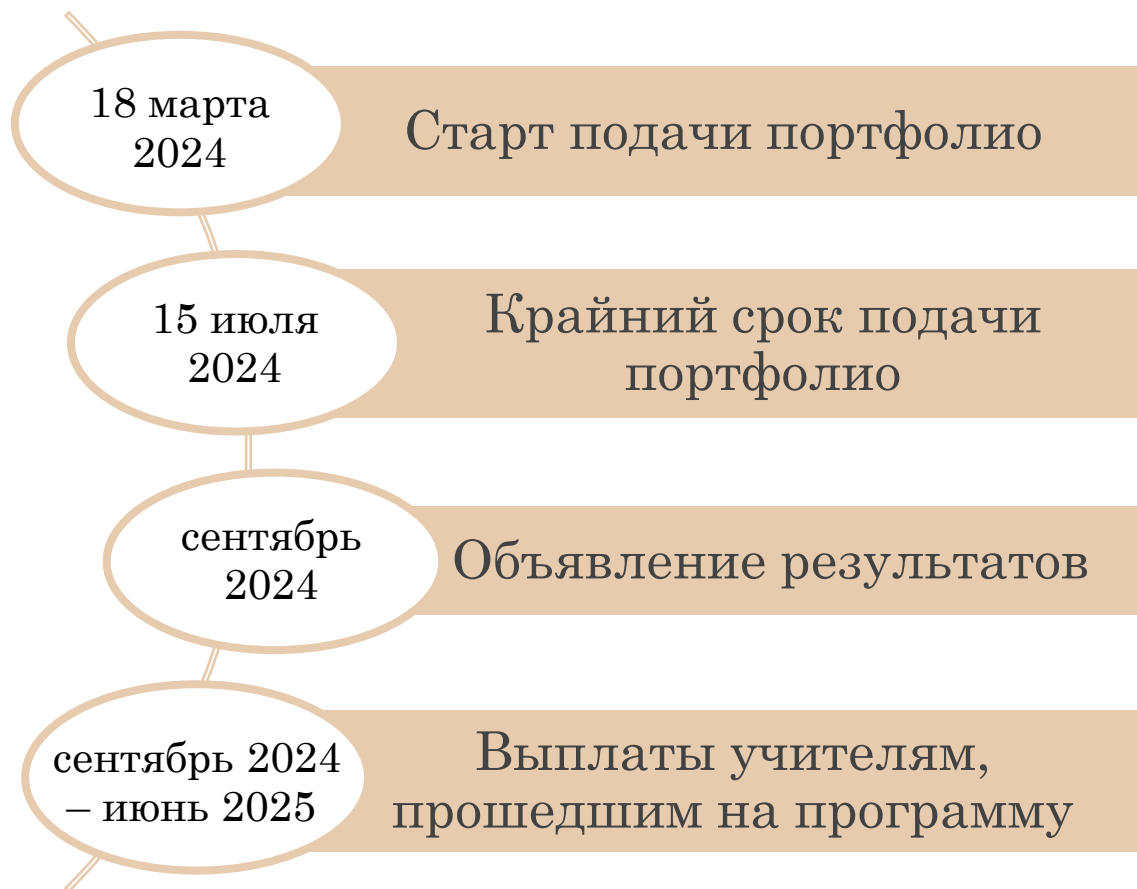 18 марта
2024
Старт подачи портфолио
15 июля
2024
Крайний срок подачи
портфолио
сентябрь
2024
Объявление результатов
сентябрь 2024
– июнь 2025
Выплаты учителям,
прошедшим на программу